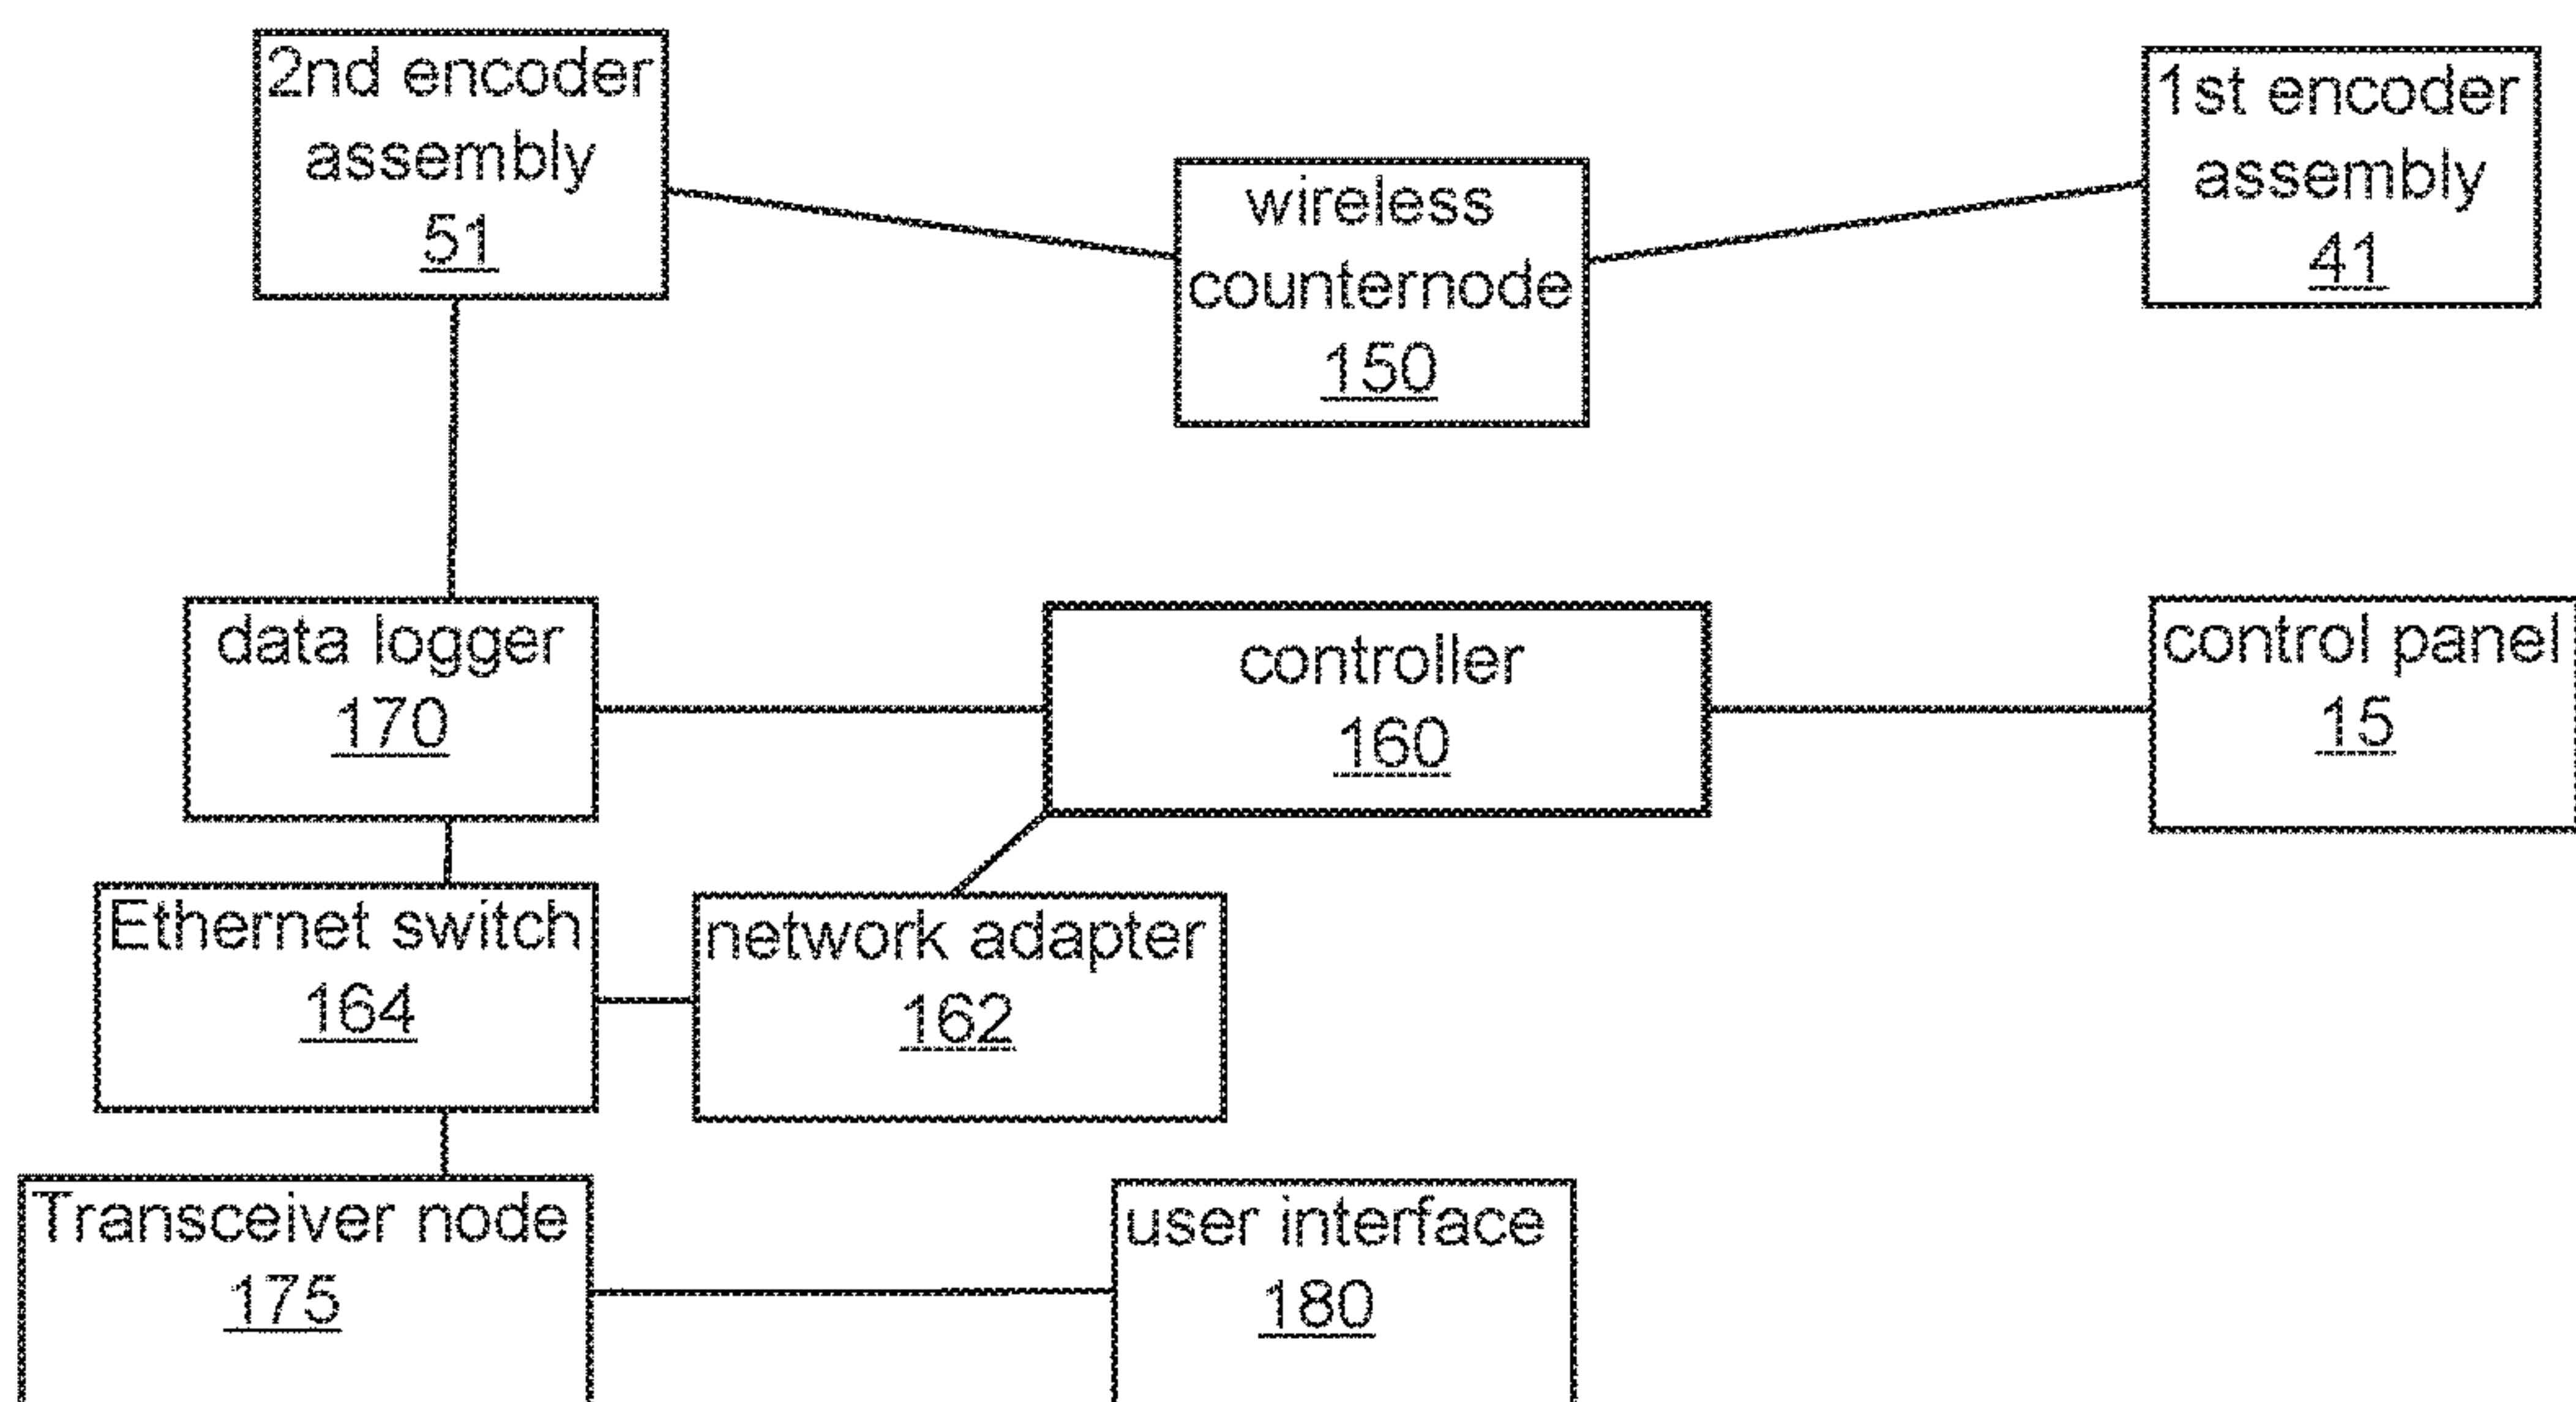 2nd encoder
assembly
51
wireless
counternode
150
1st encoder
assembly
41
data logger
170
controller
160
control panel
15
Ethernet switch
164
network adapter
162
Transceiver node
175
user interface
180